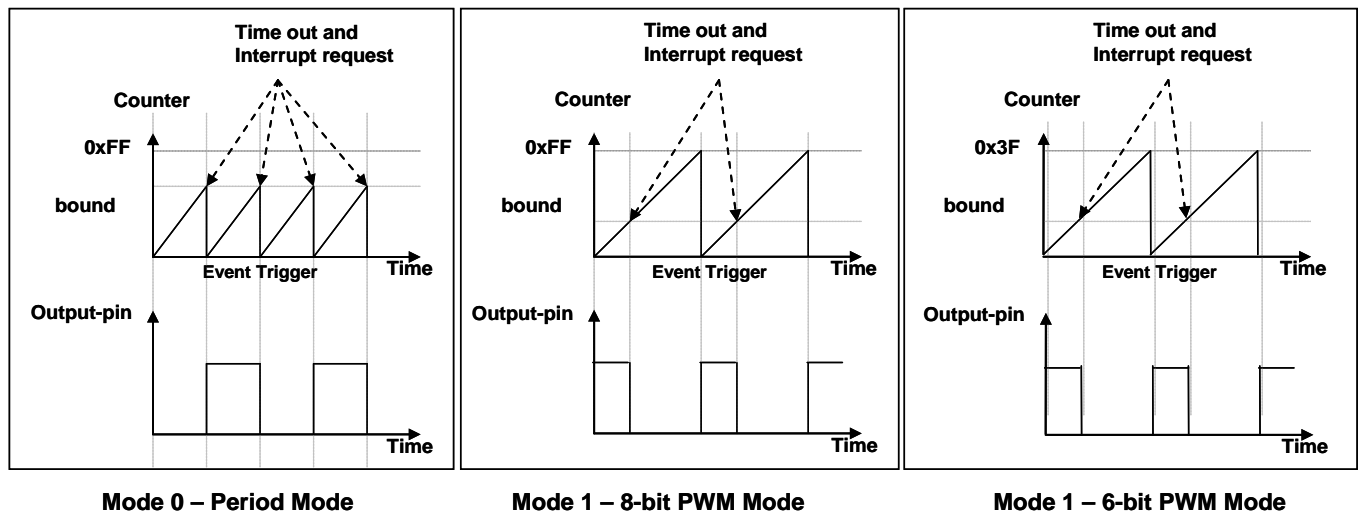 Time out and
Interrupt request
Counter
0xFF
bound
Event Trigger
Time
Output-pin
Time
Mode 0 – Period Mode
Time out and
Interrupt request
Counter
0xFF
bound
Event Trigger
Time
Output-pin
Time
Mode 1 – 8-bit PWM Mode
Time out and
Interrupt request
Counter
0x3F
bound
Event Trigger
Time
Output-pin
Time
Mode 1 – 6-bit PWM Mode